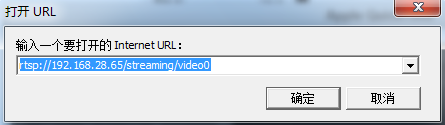 打开 URL
输入一个要打开的 Internet URL：
rtsp://192.168.28.65/streaming/video0
确定
取消